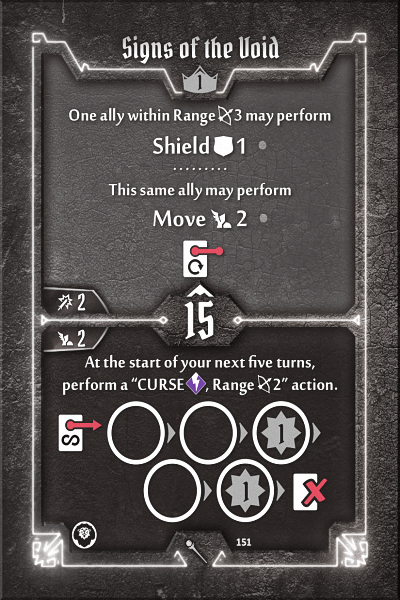 Signs of the Void
1
One ally within Range 3 may perform
Shield 1
This same ally may perform
Move 2
2
15
2
At the start of your next five turns,
perform a “CURSE , Range 2” action.
S
1
1
151